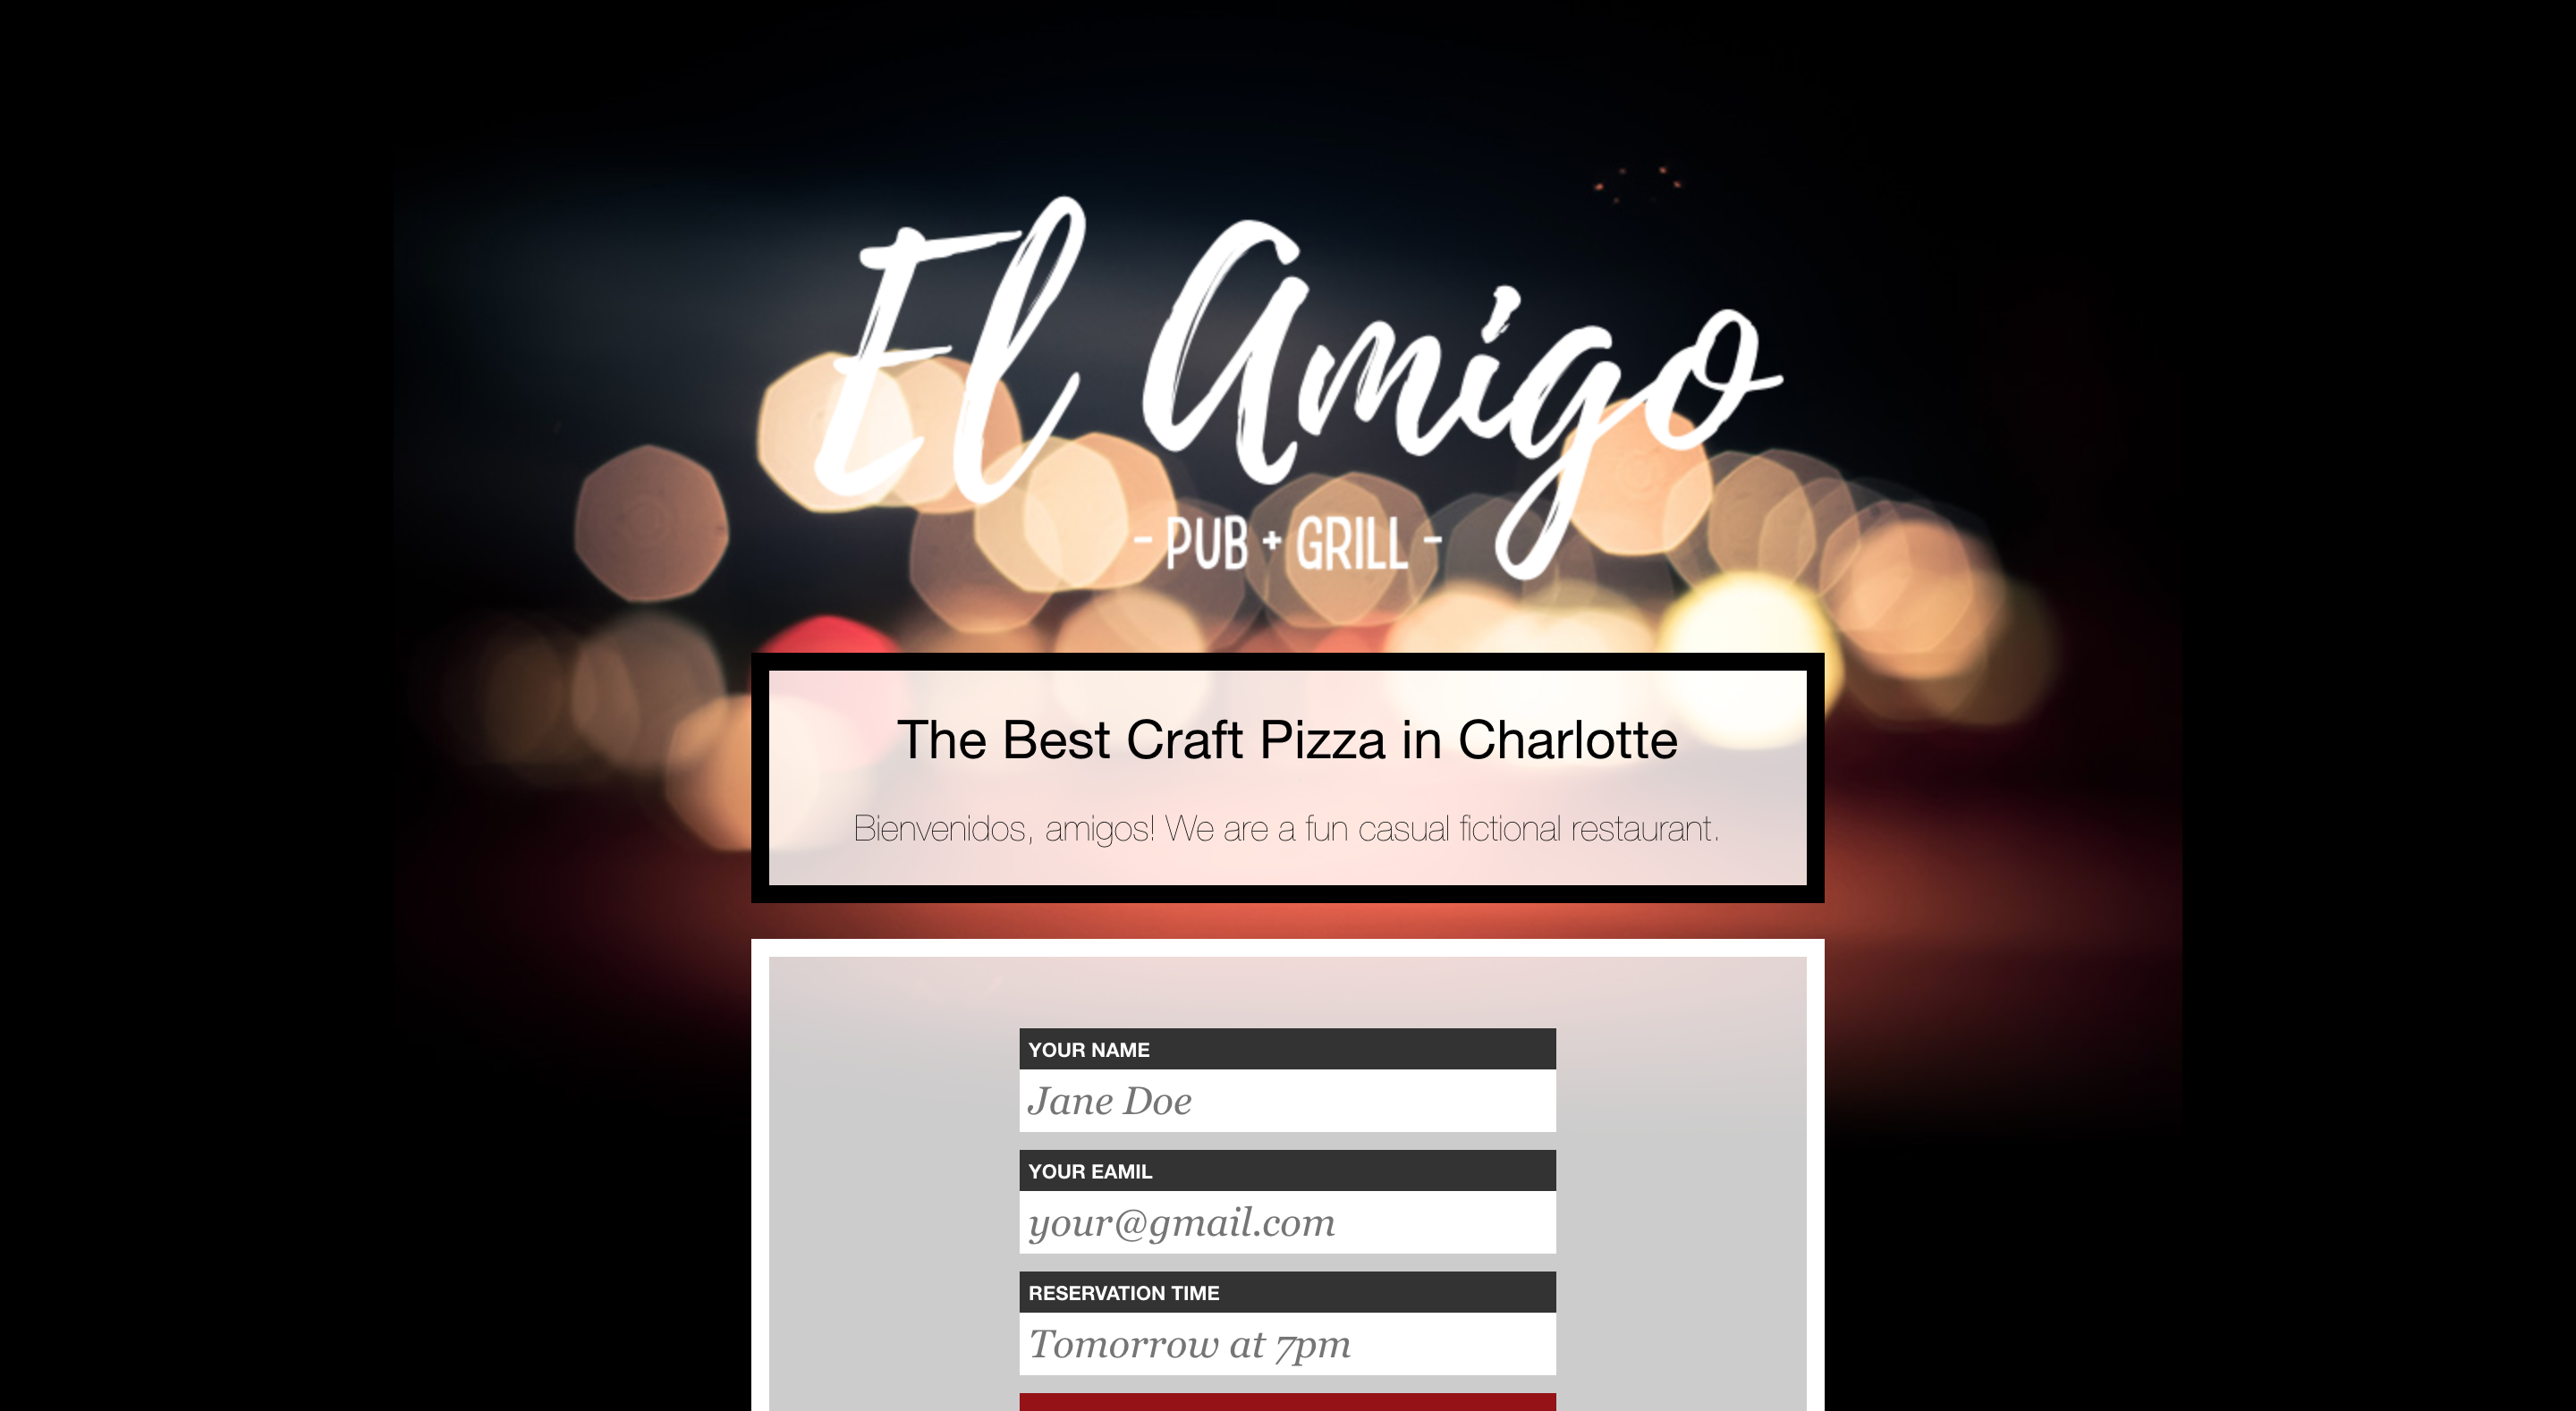 El Amigo
- PUB + GRILL -
The Best Craft Pizza in Charlotte
Bienvenidos, amigos! We are a fun casual fictional restaurant.
YOUR NAME
Jane Doe
YOUR EAMIL
your@gmail.com
RESERVATION TIME
Tomorrow at 7pm